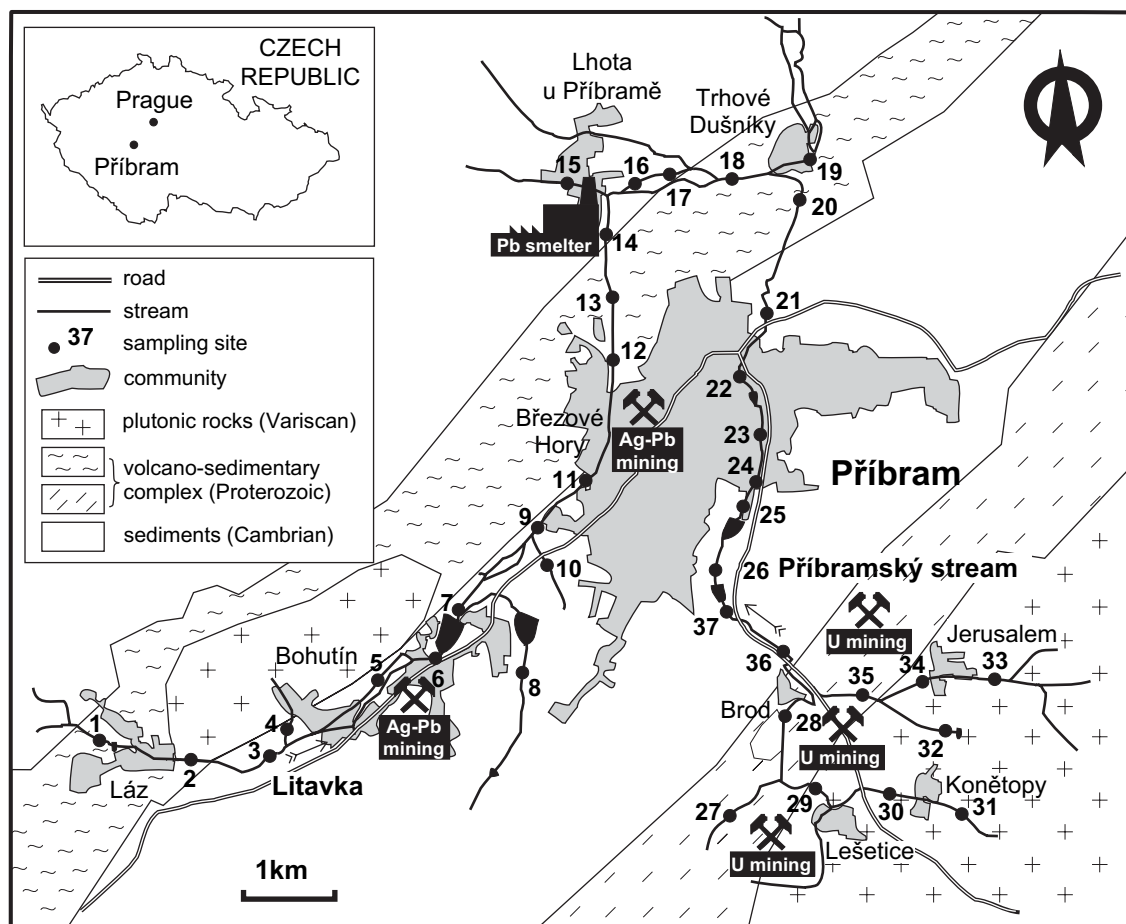 CZECH
REPUBLIC
Prague
Příbram
road
stream
37
sampling site
community
plutonic rocks (Variscan)
volcano-sedimentary
complex (Proterozoic)
sediments (Cambrian)
Lhota
u Příbramě
Trhové
Dušníky
15
16
17
18
19
20
Pb smelter
14
13
21
12
22
Březové
Hory
Ag-Pb
mining
23
24
11
Příbram
25
9
10
26
Příbramský stream
7
37
U mining
Jerusalem
Bohutín
5
6
36
35
34
33
8
Brod
28
4
Ag-Pb
mining
32
1
3
U mining
2
Láz
Litavka
Konětopy
27
29
30
31
U mining
Lešetice
1km